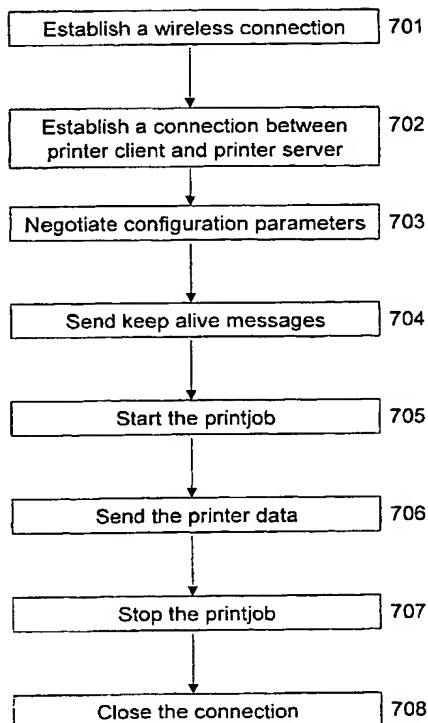 Establish a wireless connection 701
Establish a connection between 702
printer client and printer server
Negotiate configuration parameters 703
Send keep alive messages 704
Start the printjob 705
Send the printer data 706
Stop the printjob 707
Close the connection 708